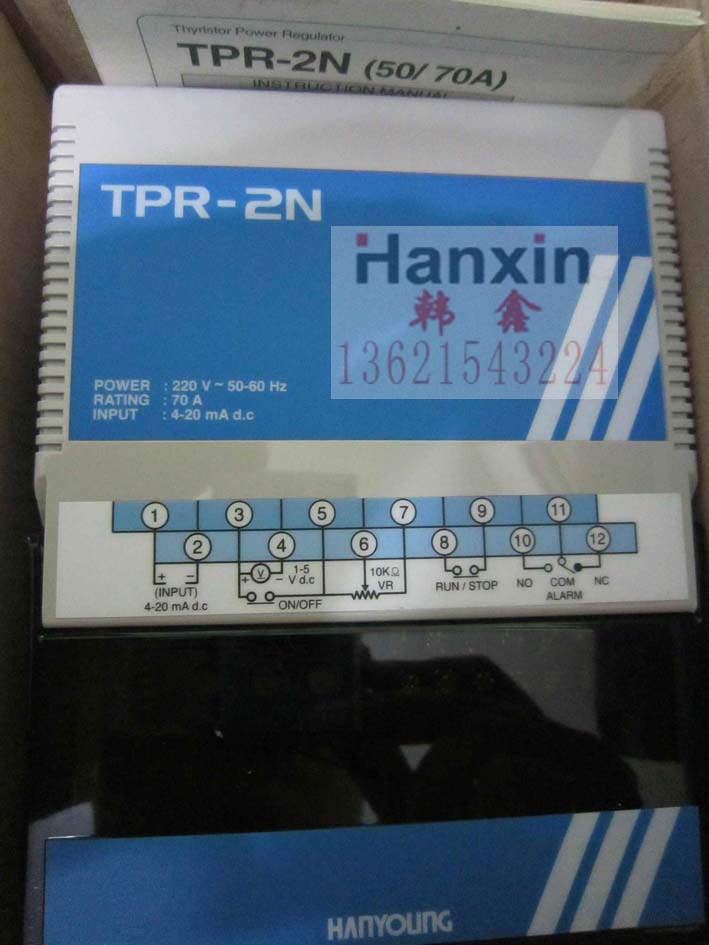 Thyristor Power Regulator
TPR-2N (50/70A)
INSTRUCTION MANUAL
TPR-2N
Hanxin
韩鑫
13621543224
POWER : 220 V ~ 50-60 Hz
RATING : 70 A
INPUT : 4-20 mA d.c
1 3 5 7 9 11
2 4 6 8 10 12
+ - + V - 1-5 V d.c 10KΩ VR
(INPUT)
4-20 mA d.c
ON/OFF
RUN / STOP
NO COM NC
ALARM
HANYOUNG